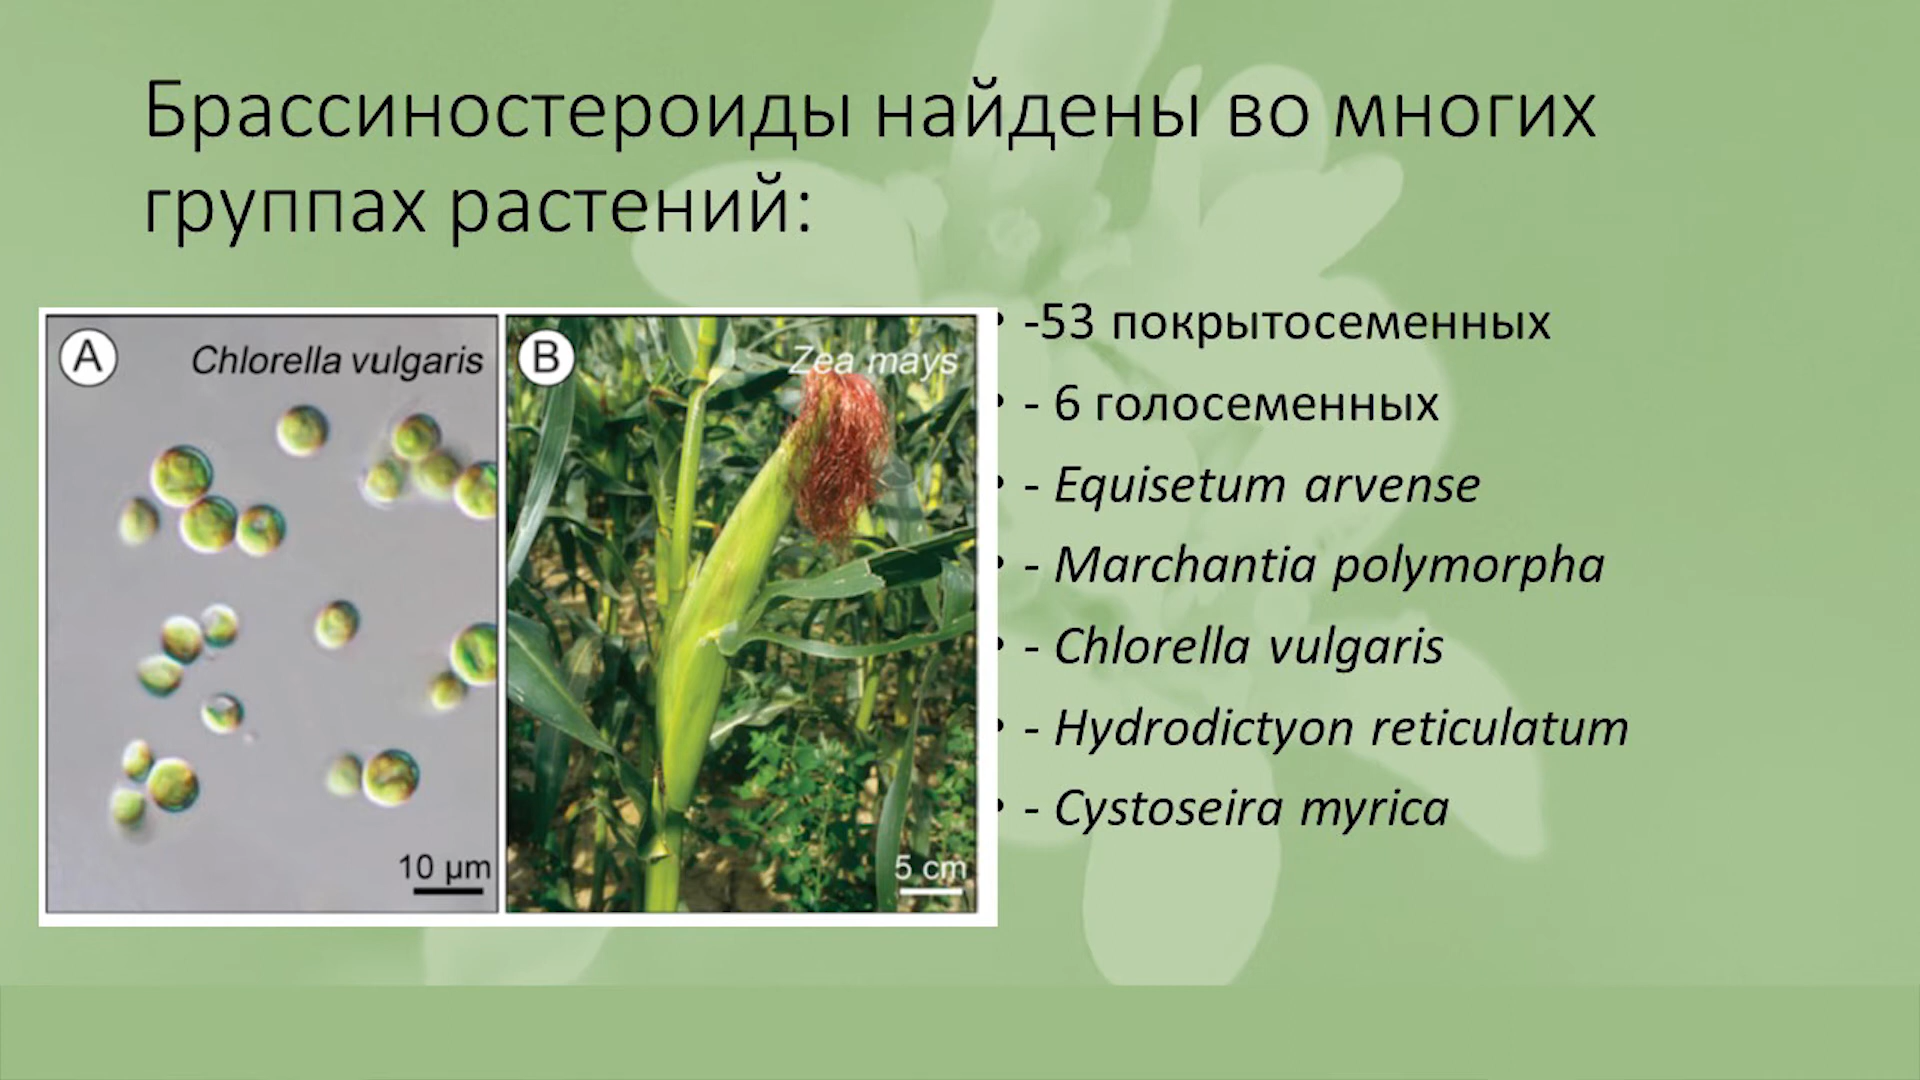 Брассиностероиды найдены во многих
группах растений:
A
Chlorella vulgaris
10 µm
B
Zea mays
5 cm
• -53 покрытосеменных
• - 6 голосеменных
• - Equisetum arvense
• - Marchantia polymorpha
• - Chlorella vulgaris
• - Hydrodictyon reticulatum
• - Cystoseira myrica